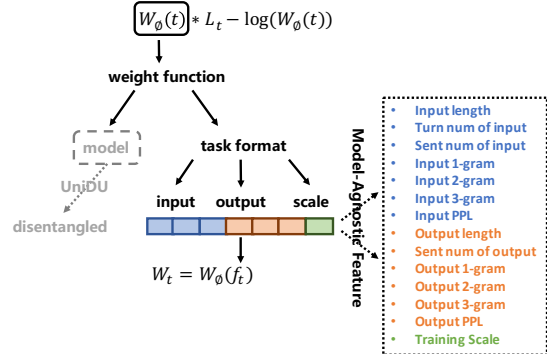 W∅(t) * Lt − log(W∅(t))
weight function
model
task format
UniDU
disentangled
input output scale
Wt = W∅(ft)
Model-Agnostic Feature
• Input length
• Turn num of input
• Sent num of input
• Input 1-gram
• Input 2-gram
• Input 3-gram
• Input PPL
• Output length
• Sent num of output
• Output 1-gram
• Output 2-gram
• Output 3-gram
• Output PPL
• Training Scale